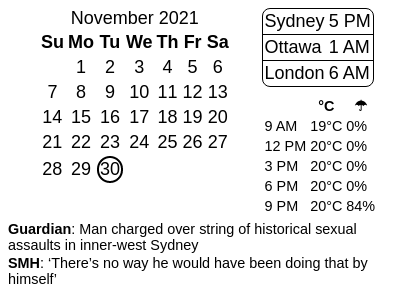 November 2021
Su Mo Tu We Th Fr Sa
1 2 3 4 5 6
7 8 9 10 11 12 13
14 15 16 17 18 19 20
21 22 23 24 25 26 27
28 29 30
Sydney 5 PM
Ottawa 1 AM
London 6 AM
°C ☂
9 AM 19°C 0%
12 PM 20°C 0%
3 PM 20°C 0%
6 PM 20°C 0%
9 PM 20°C 84%
Guardian: Man charged over string of historical sexual
assaults in inner-west Sydney
SMH: ‘There’s no way he would have been doing that by
himself’